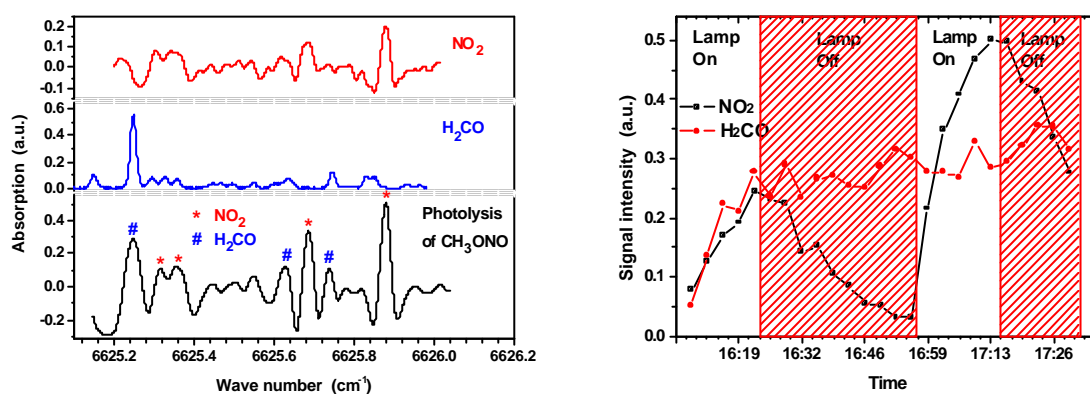 0.2
0.1
0.0
-0.1
NO2
0.6
0.4
0.2
0.0
H2CO
0.4
0.2
0.0
-0.2
* NO2
# H2CO
# * * # * # *
Photolysis
of CH3ONO
6625.2 6625.4 6625.6 6625.8 6626.0 6626.2
Absorption (a.u.)
Wave number (cm-1)
0.5
0.4
0.3
0.2
0.1
0.0
Lamp
On
Lamp
Off
Lamp
On
Lamp
Off
NO2
H2CO
16:19 16:32 16:46 16:59 17:13 17:26
Signal intensity (a.u.)
Time